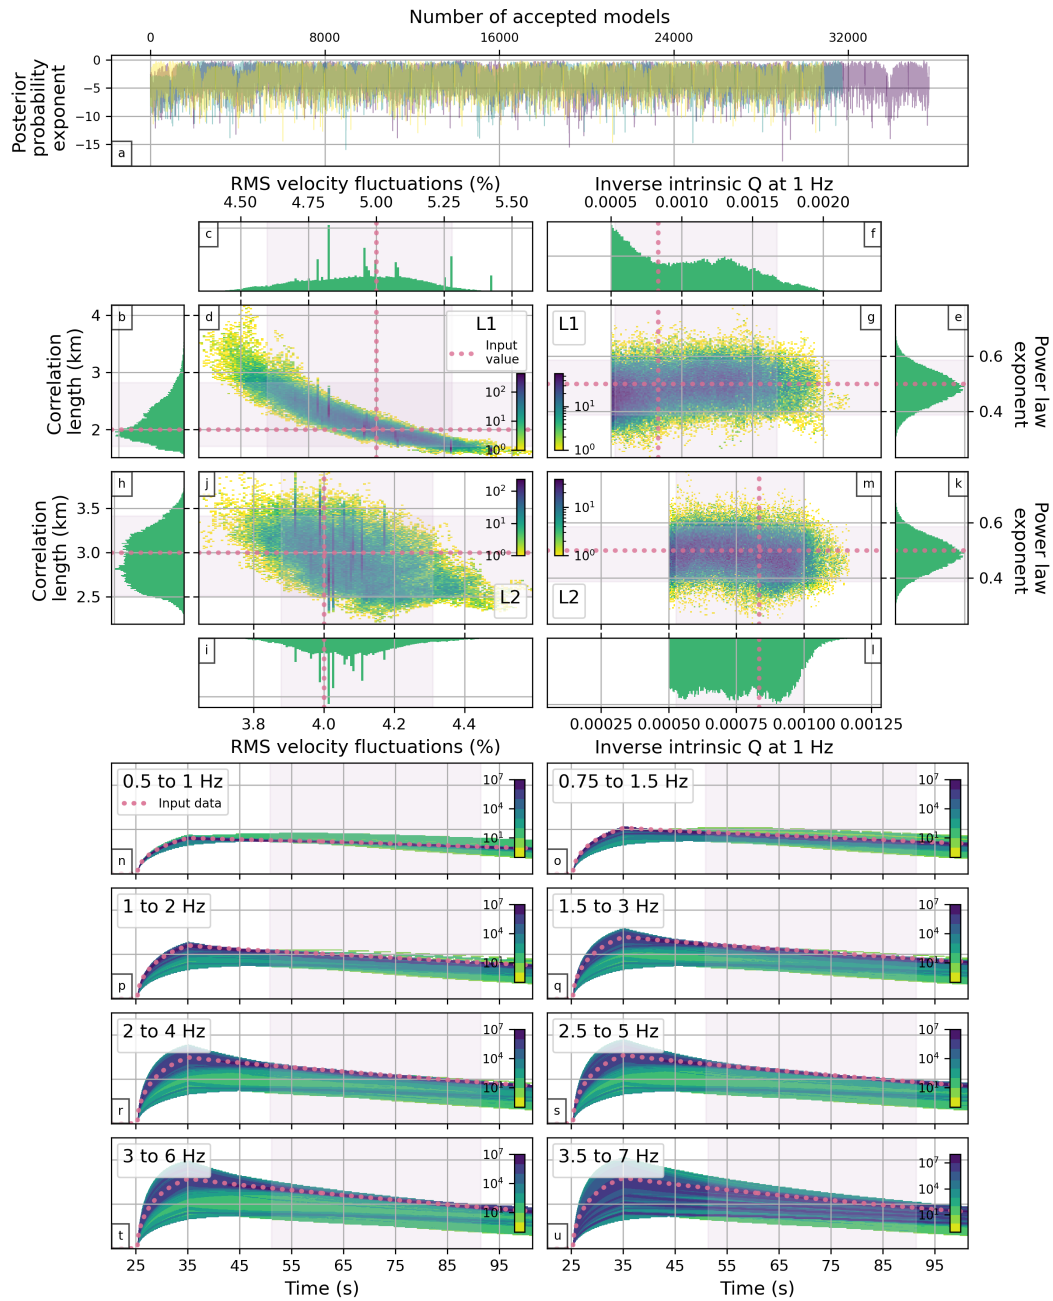 Number of accepted models
0 8000 16000 24000 32000
Posterior
probability
exponent
0
−5
−10
−15
a
RMS velocity fluctuations (%)
4.50 4.75 5.00 5.25 5.50
Inverse intrinsic Q at 1 Hz
0.0005 0.0010 0.0015 0.0020
c
f
Correlation
length (km)
4
3
2
b
d
L1
Input
value
10²
10¹
10⁰
L1
g
10¹
10⁰
e
0.6
0.4
Power law
exponent
Correlation
length (km)
3.5
3.0
2.5
h
j
10²
10¹
10⁰
L2
m
10¹
10⁰
L2
k
0.6
0.4
Power law
exponent
i
l
3.8 4.0 4.2 4.4
RMS velocity fluctuations (%)
0.00025 0.00050 0.00075 0.00100 0.00125
Inverse intrinsic Q at 1 Hz
0.5 to 1 Hz
Input data
10⁷
10⁴
10¹
n
0.75 to 1.5 Hz
10⁷
10⁴
10¹
o
1 to 2 Hz
10⁷
10⁴
10¹
p
1.5 to 3 Hz
10⁷
10⁴
10¹
q
2 to 4 Hz
10⁷
10⁴
10¹
r
2.5 to 5 Hz
10⁷
10⁴
10¹
s
3 to 6 Hz
10⁷
10⁴
10¹
t
3.5 to 7 Hz
10⁷
10⁴
10¹
u
25 35 45 55 65 75 85 95
Time (s)
25 35 45 55 65 75 85 95
Time (s)